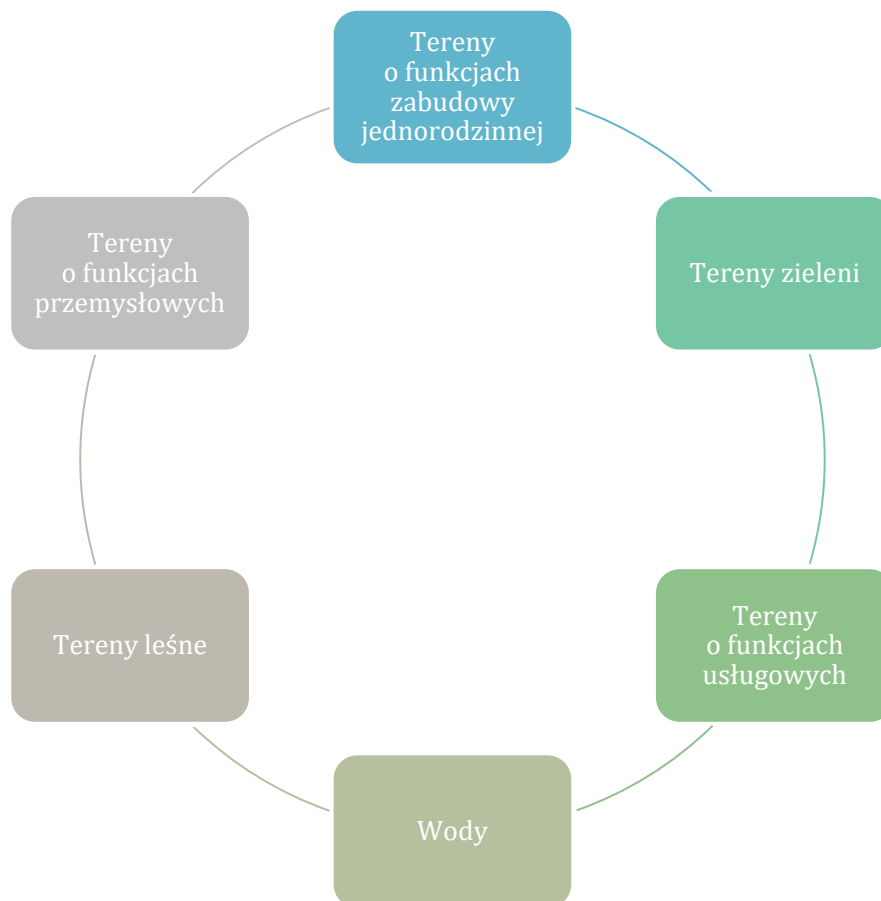 Tereny
o funkcjach
zabudowy
jednorodzinnej
Tereny zieleni
Tereny
o funkcjach
usługowych
Wody
Tereny leśne
Tereny
o funkcjach
przemysłowych